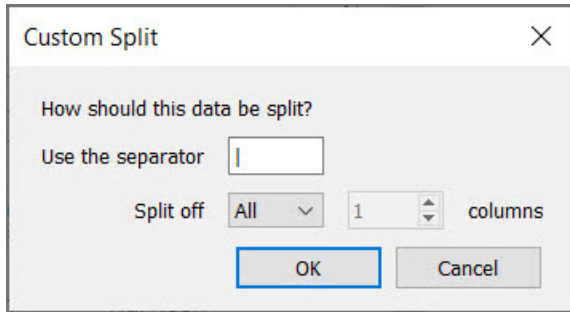 Custom Split
How should this data be split?
Use the separator
Split off All 1 columns
OK Cancel